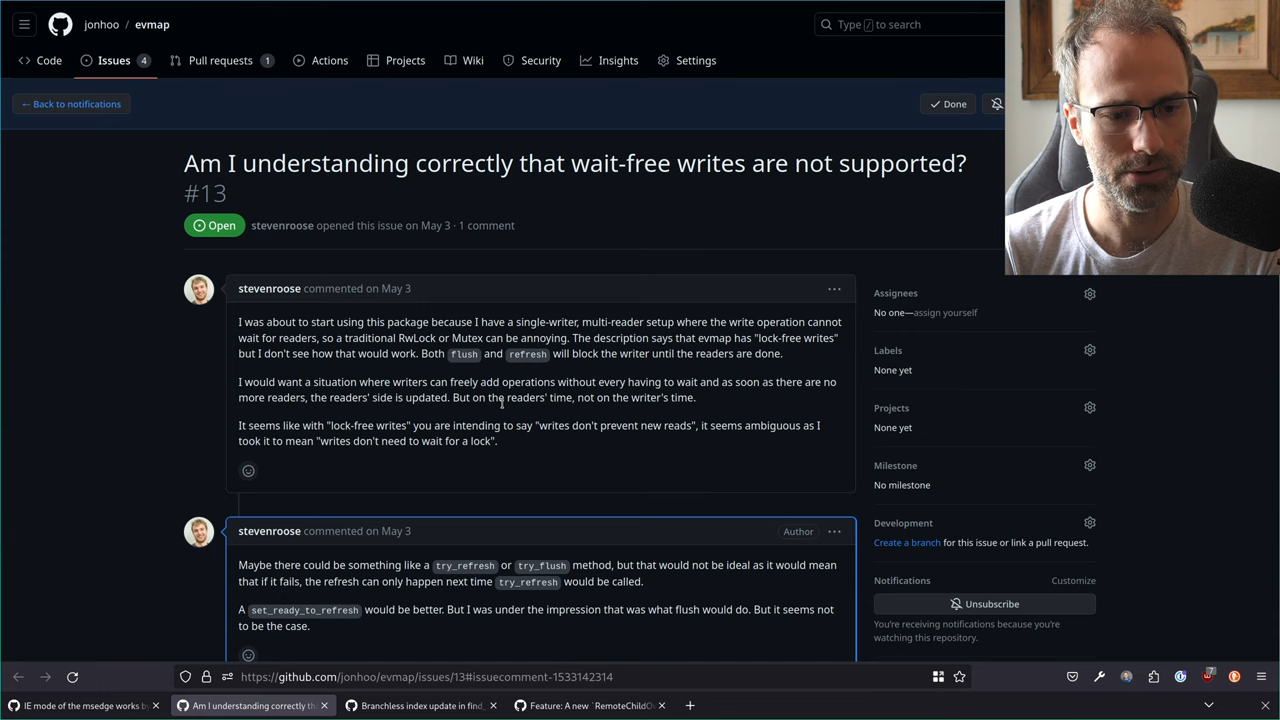 jonhoo / evmap
Type / to search
Code
Issues 4
Pull requests 1
Actions
Projects
Wiki
Security
Insights
Settings
← Back to notifications
Done
Am I understanding correctly that wait-free writes are not supported?
#13
Open
stevenroose opened this issue on May 3 · 1 comment
stevenroose commented on May 3
I was about to start using this package because I have a single-writer, multi-reader setup where the write operation cannot
wait for readers, so a traditional RwLock or Mutex can be annoying. The description says that evmap has "lock-free writes"
but I don't see how that would work. Both flush and refresh will block the writer until the readers are done.
I would want a situation where writers can freely add operations without every having to wait and as soon as there are no
more readers, the readers' side is updated. But on the readers' time, not on the writer's time.
It seems like with "lock-free writes" you are intending to say "writes don't prevent new reads", it seems ambiguous as I
took it to mean "writes don't need to wait for a lock".
stevenroose commented on May 3
Author
Maybe there could be something like a try_refresh or try_flush method, but that would not be ideal as it would mean
that if it fails, the refresh can only happen next time try_refresh would be called.
A set_ready_to_refresh would be better. But I was under the impression that was what flush would do. But it seems not
to be the case.
Assignees
No one—assign yourself
Labels
None yet
Projects
None yet
Milestone
No milestone
Development
Create a branch for this issue or link a pull request.
Notifications
Customize
Unsubscribe
You're receiving notifications because you're
watching this repository.
https://github.com/jonhoo/evmap/issues/13#issuecomment-1533142314
7
IE mode of the msedge works by
Am I understanding correctly th
Branchless index update in find_
Feature: A new `RemoteChildO